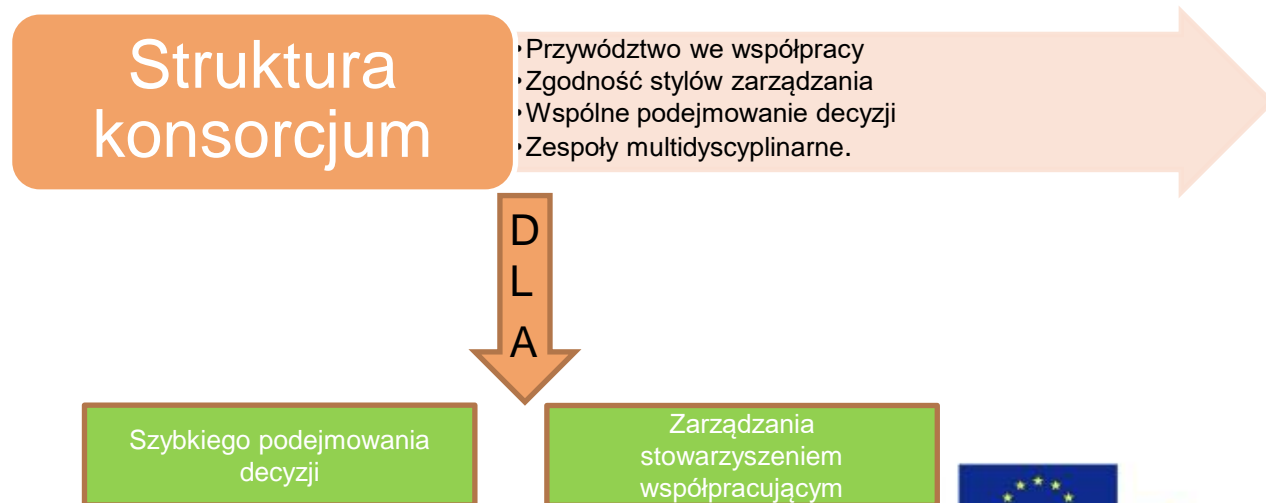 Struktura
konsorcjum
•Przywództwo we współpracy
•Zgodność stylów zarządzania
•Wspólne podejmowanie decyzji
•Zespoły multidyscyplinarne.
D
L
A
Szybkiego podejmowania
decyzji
Zarządzania
stowarzyszeniem
współpracującym